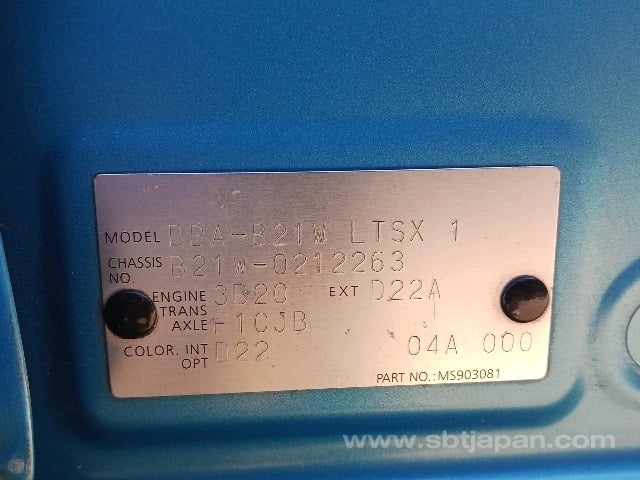 MODEL DBA-B21W LTSX 1
CHASSIS NO. B21W-0212263
ENGINE 3B20 EXT D22A
TRANS AXLE F1CJB
COLOR. INT OPT D22 04A 000
PART NO.: MS903081
www.sbtjapan.com